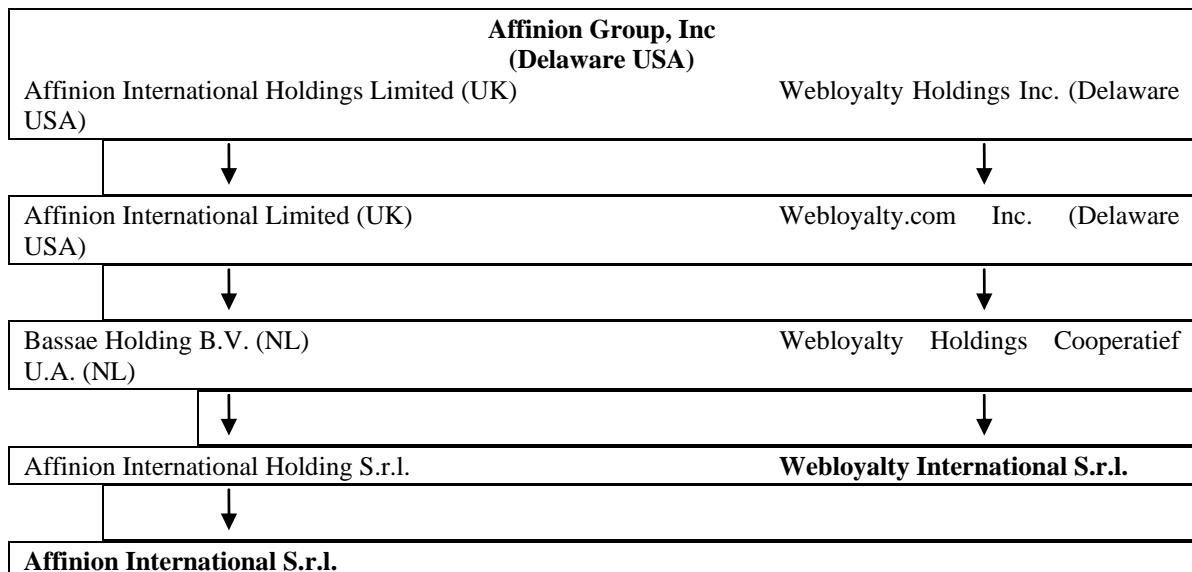 Affinion Group, Inc
(Delaware USA)
Affinion International Holdings Limited (UK) Webloyalty Holdings Inc. (Delaware
USA)
Affinion International Limited (UK) Webloyalty.com Inc. (Delaware
USA)
Bassae Holding B.V. (NL) Webloyalty Holdings Cooperatief
U.A. (NL)
Affinion International Holding S.r.l. Webloyalty International S.r.l.
Affinion International S.r.l.